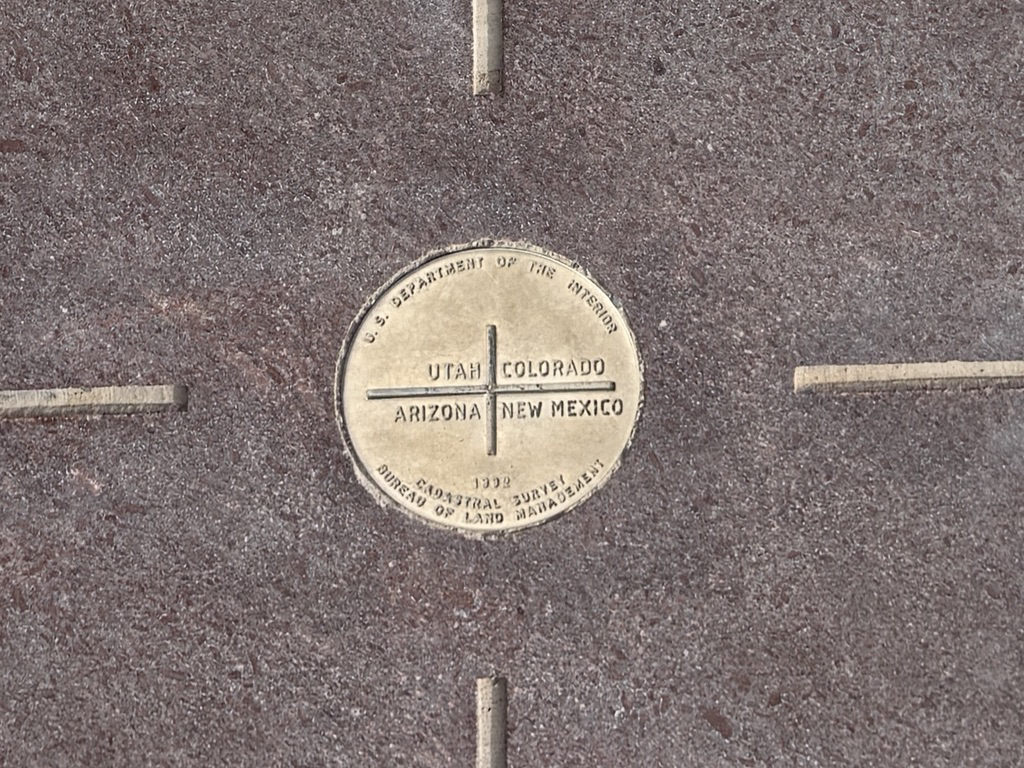 U.S. DEPARTMENT OF THE INTERIOR
UTAH COLORADO
ARIZONA NEW MEXICO
1992
CADASTRAL SURVEY
BUREAU OF LAND MANAGEMENT